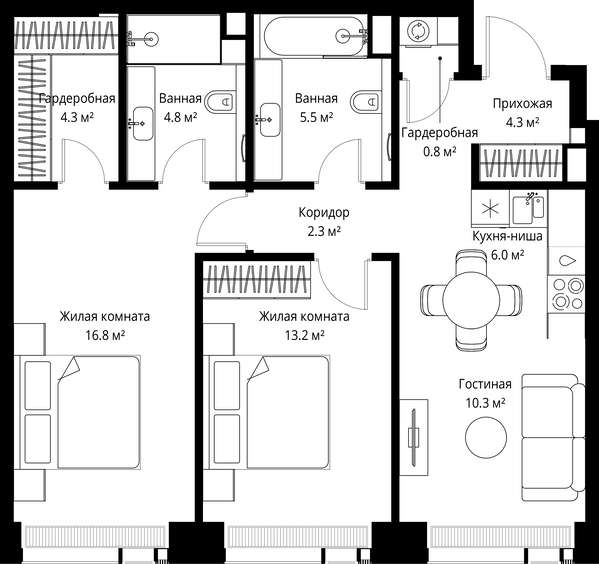 Гардеробная
4.3 м²
Ванная
4.8 м²
Ванная
5.5 м²
Прихожая
4.3 м²
Гардеробная
0.8 м²
Коридор
2.3 м²
Кухня-ниша
6.0 м²
Жилая комната
16.8 м²
Жилая комната
13.2 м²
Гостиная
10.3 м²